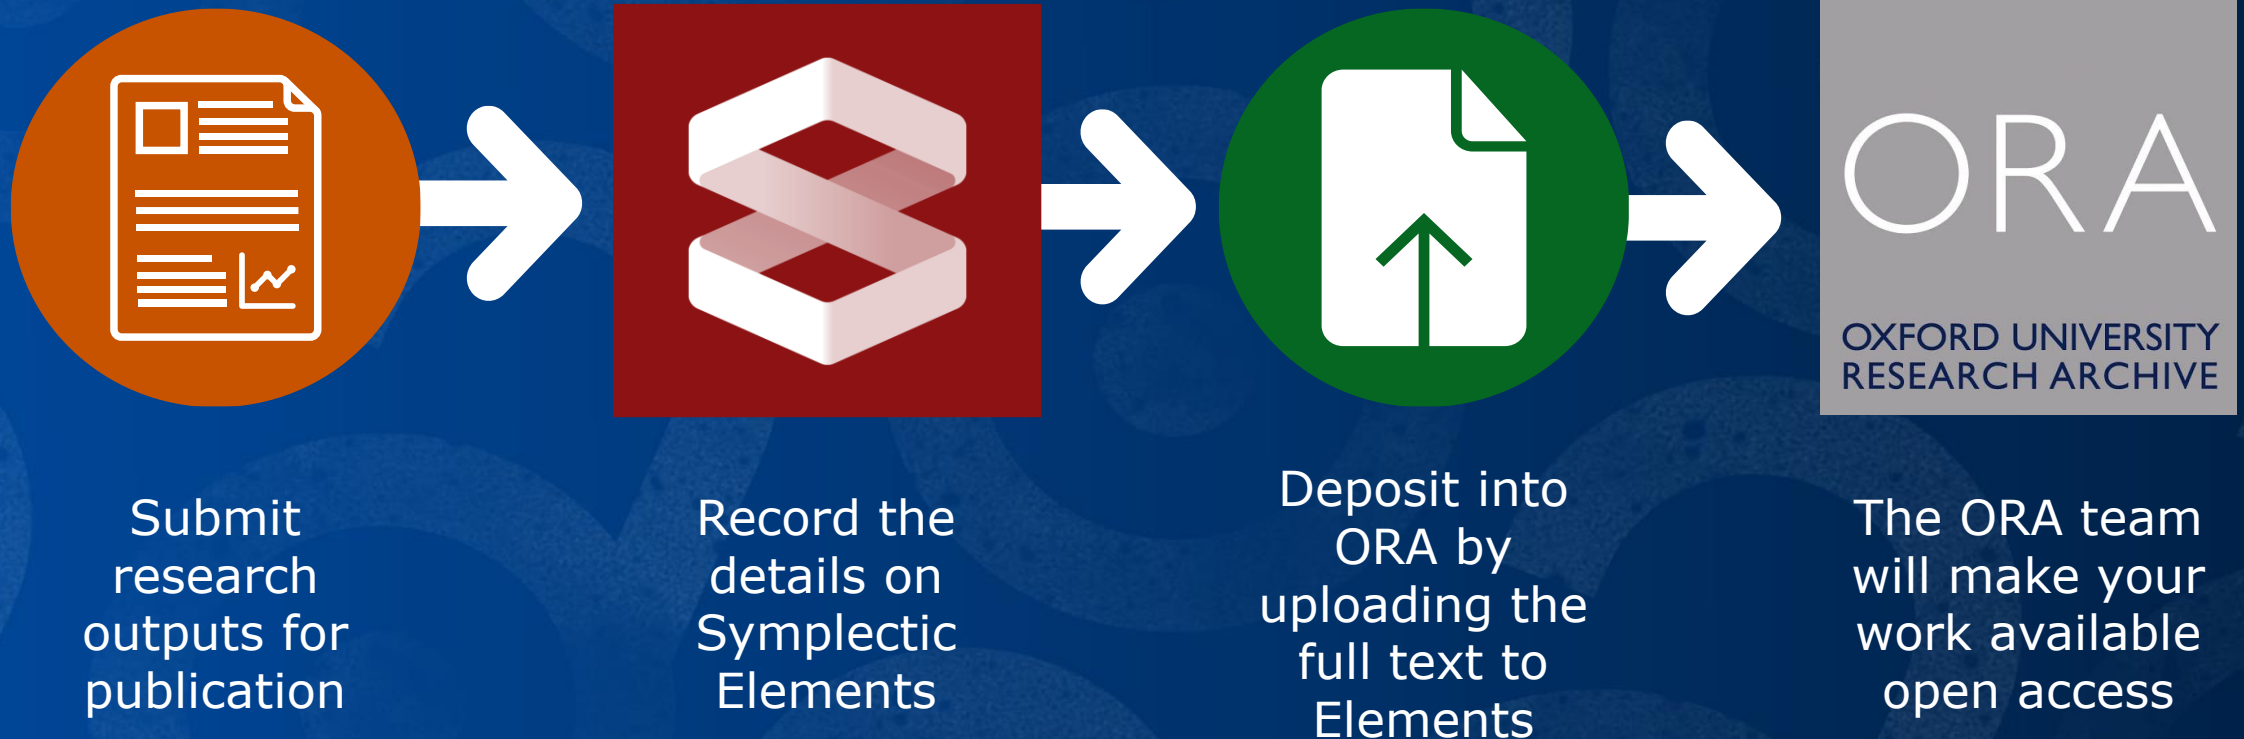 ORA
OXFORD UNIVERSITY
RESEARCH ARCHIVE
Submit
research
outputs for
publication
Record the
details on
Symplectic
Elements
Deposit into
ORA by
uploading the
full text to
Elements
The ORA team
will make your
work available
open access